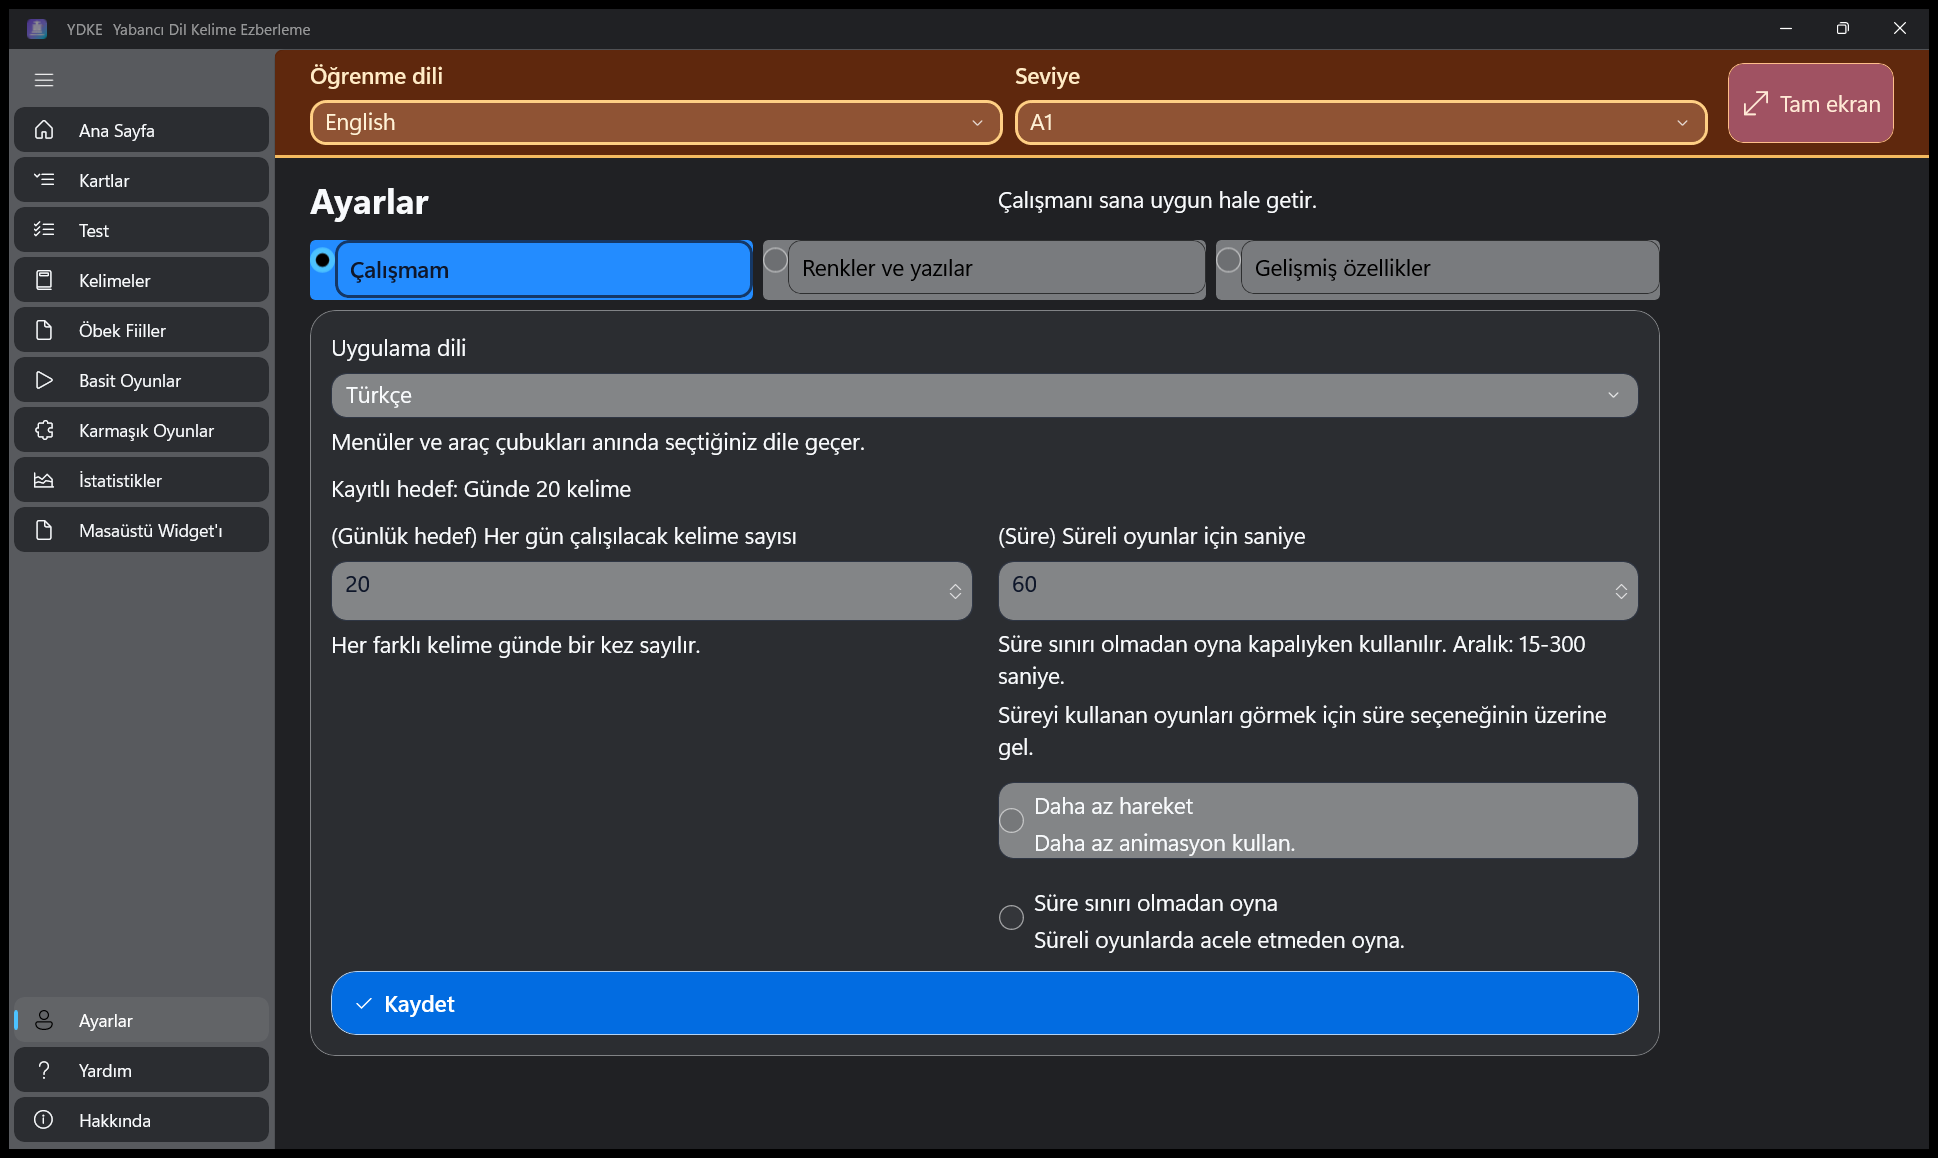 YDKE Yabancı Dil Kelime Ezberleme
Öğrenme dili
Seviye
English
A1
Tam ekran
Ana Sayfa
Kartlar
Test
Kelimeler
Öbek Fiiller
Basit Oyunlar
Karmaşık Oyunlar
İstatistikler
Masaüstü Widget'ı
Ayarlar
Yardım
Hakkında
Ayarlar
Çalışmanı sana uygun hale getir.
Çalışmam
Renkler ve yazılar
Gelişmiş özellikler
Uygulama dili
Türkçe
Menüler ve araç çubukları anında seçtiğiniz dile geçer.
Kayıtlı hedef: Günde 20 kelime
(Günlük hedef) Her gün çalışılacak kelime sayısı
20
Her farklı kelime günde bir kez sayılır.
(Süre) Süreli oyunlar için saniye
60
Süre sınırı olmadan oyna kapalıyken kullanılır. Aralık: 15-300
saniye.
Süreyi kullanan oyunları görmek için süre seçeneğinin üzerine
gel.
Daha az hareket
Daha az animasyon kullan.
Süre sınırı olmadan oyna
Süreli oyunlarda acele etmeden oyna.
Kaydet